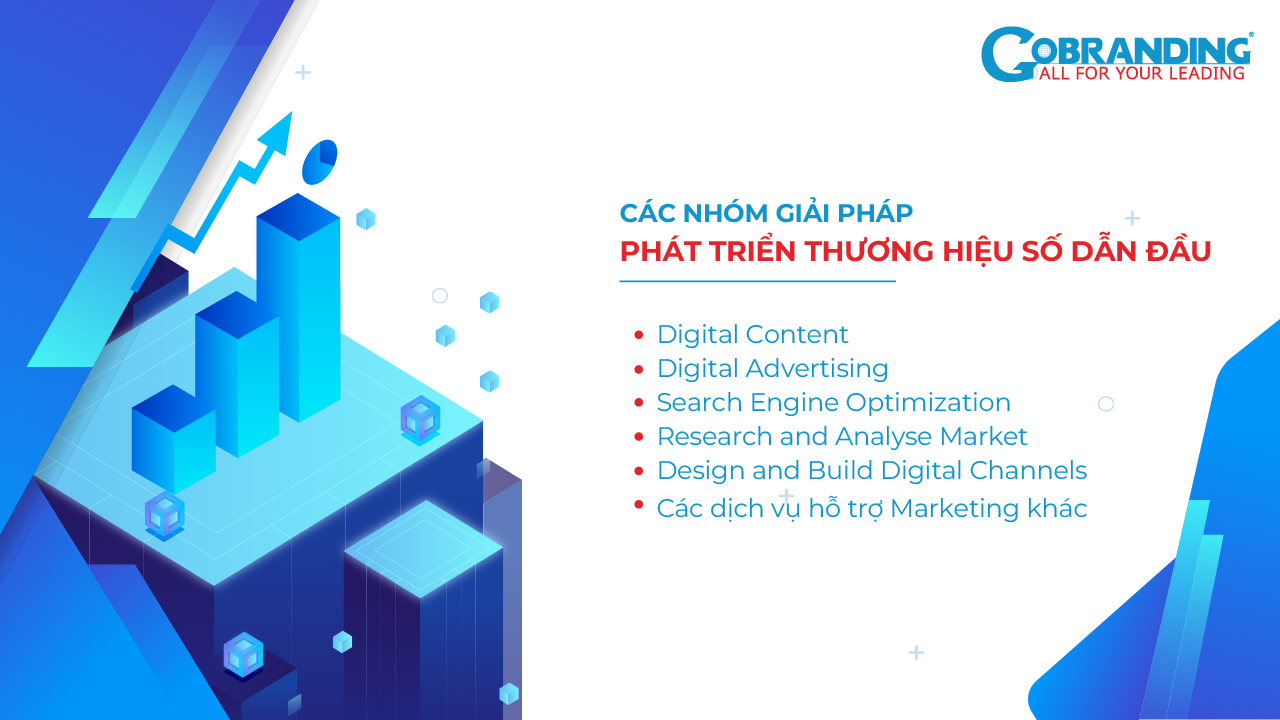 GOBRANDING®
ALL FOR YOUR LEADING
CÁC NHÓM GIẢI PHÁP
PHÁT TRIỂN THƯƠNG HIỆU SỐ DẪN ĐẦU
• Digital Content
• Digital Advertising
• Search Engine Optimization
• Research and Analyse Market
• Design and Build Digital Channels
• Các dịch vụ hỗ trợ Marketing khác